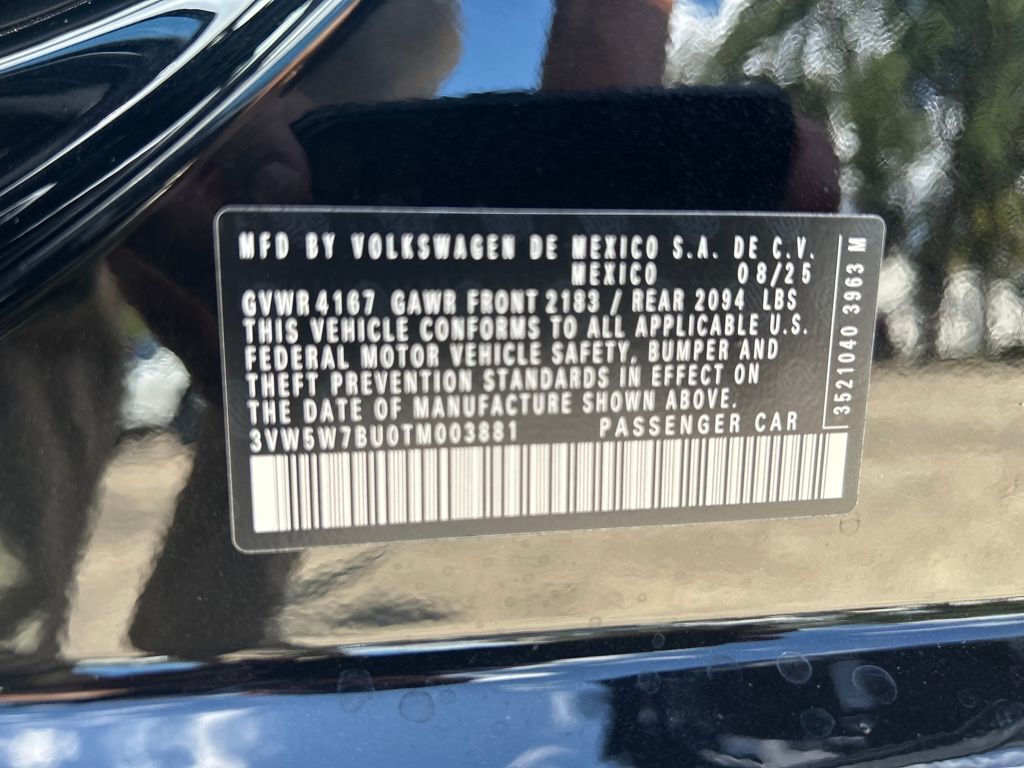 MFD BY VOLKSWAGEN DE MEXICO S.A. DE C.V.
MEXICO 08/25
GVWR 4167 GAWR FRONT 2183 / REAR 2094 LBS
THIS VEHICLE CONFORMS TO ALL APPLICABLE U.S.
FEDERAL MOTOR VEHICLE SAFETY, BUMPER AND
THEFT PREVENTION STANDARDS IN EFFECT ON
THE DATE OF MANUFACTURE SHOWN ABOVE.
3VW5W7BU0TM003881 PASSENGER CAR
3521040 3963 M